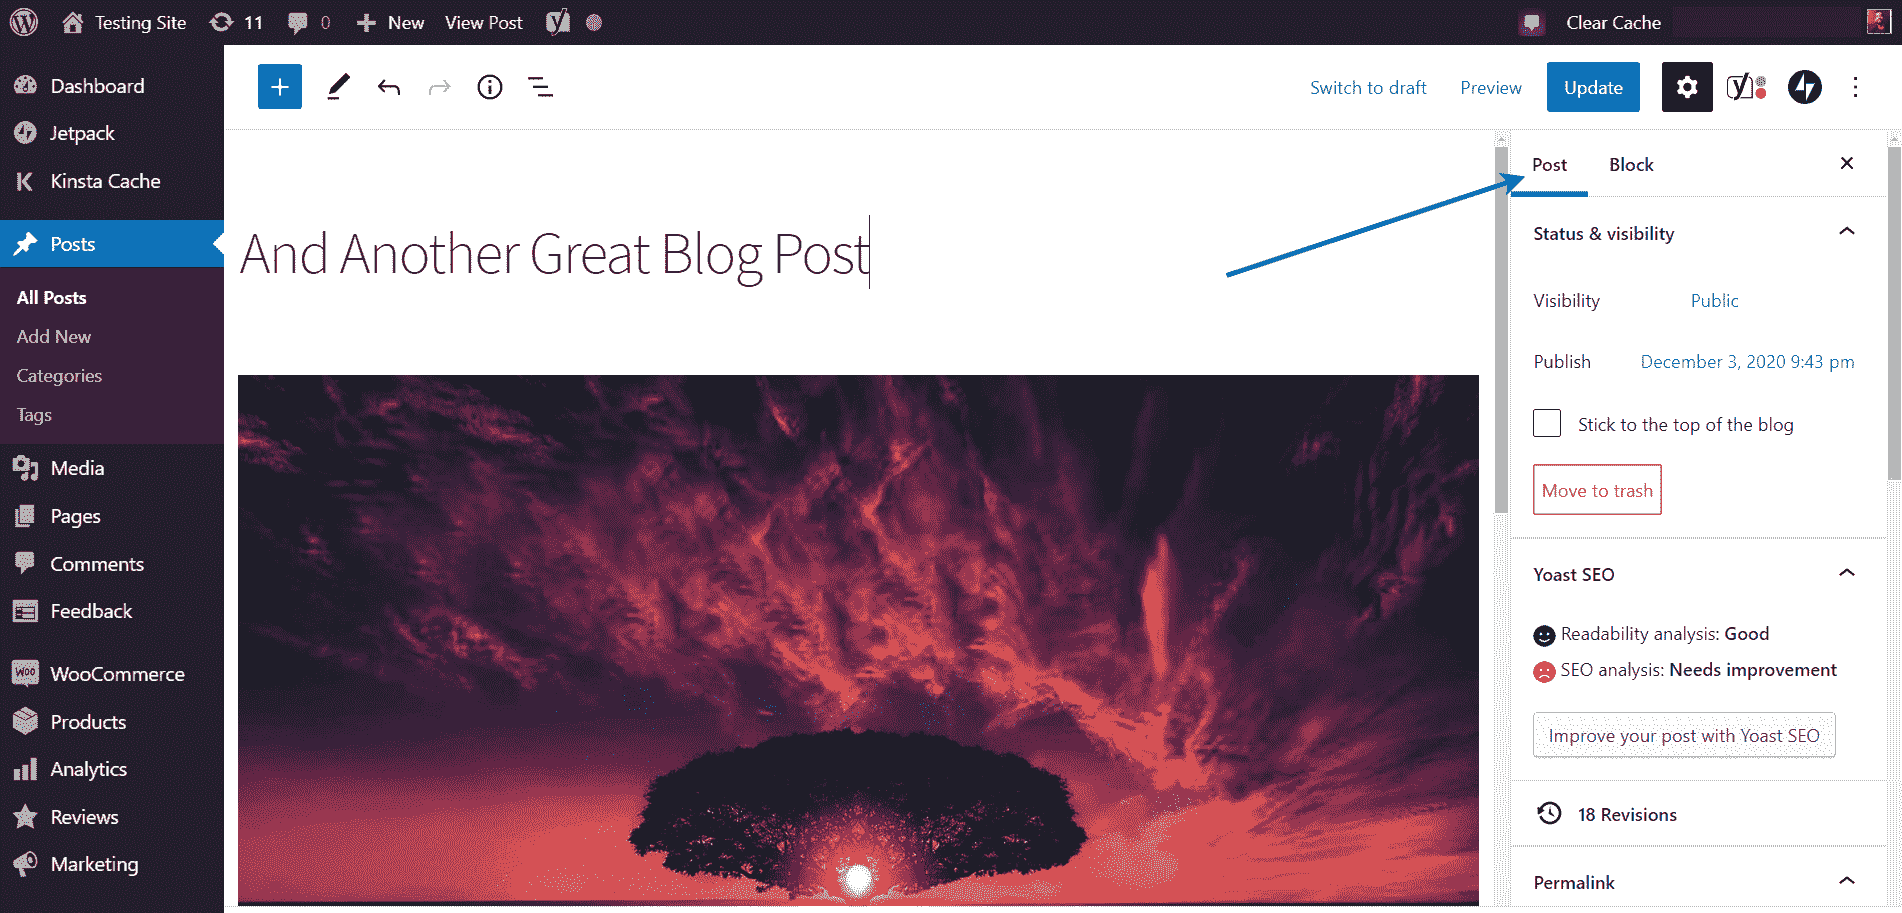 Testing Site 11 0 New View Post Clear Cache
Dashboard
Jetpack
Kinsta Cache
Posts
All Posts
Add New
Categories
Tags
Media
Pages
Comments
Feedback
WOO WooCommerce
Products
Analytics
Reviews
Marketing
Switch to draft Preview Update
And Another Great Blog Post
Post Block
Status & visibility
Visibility Public
Publish December 3, 2020 9:43 pm
Stick to the top of the blog
Move to trash
Yoast SEO
Readability analysis: Good
SEO analysis: Needs improvement
Improve your post with Yoast SEO
18 Revisions
Permalink